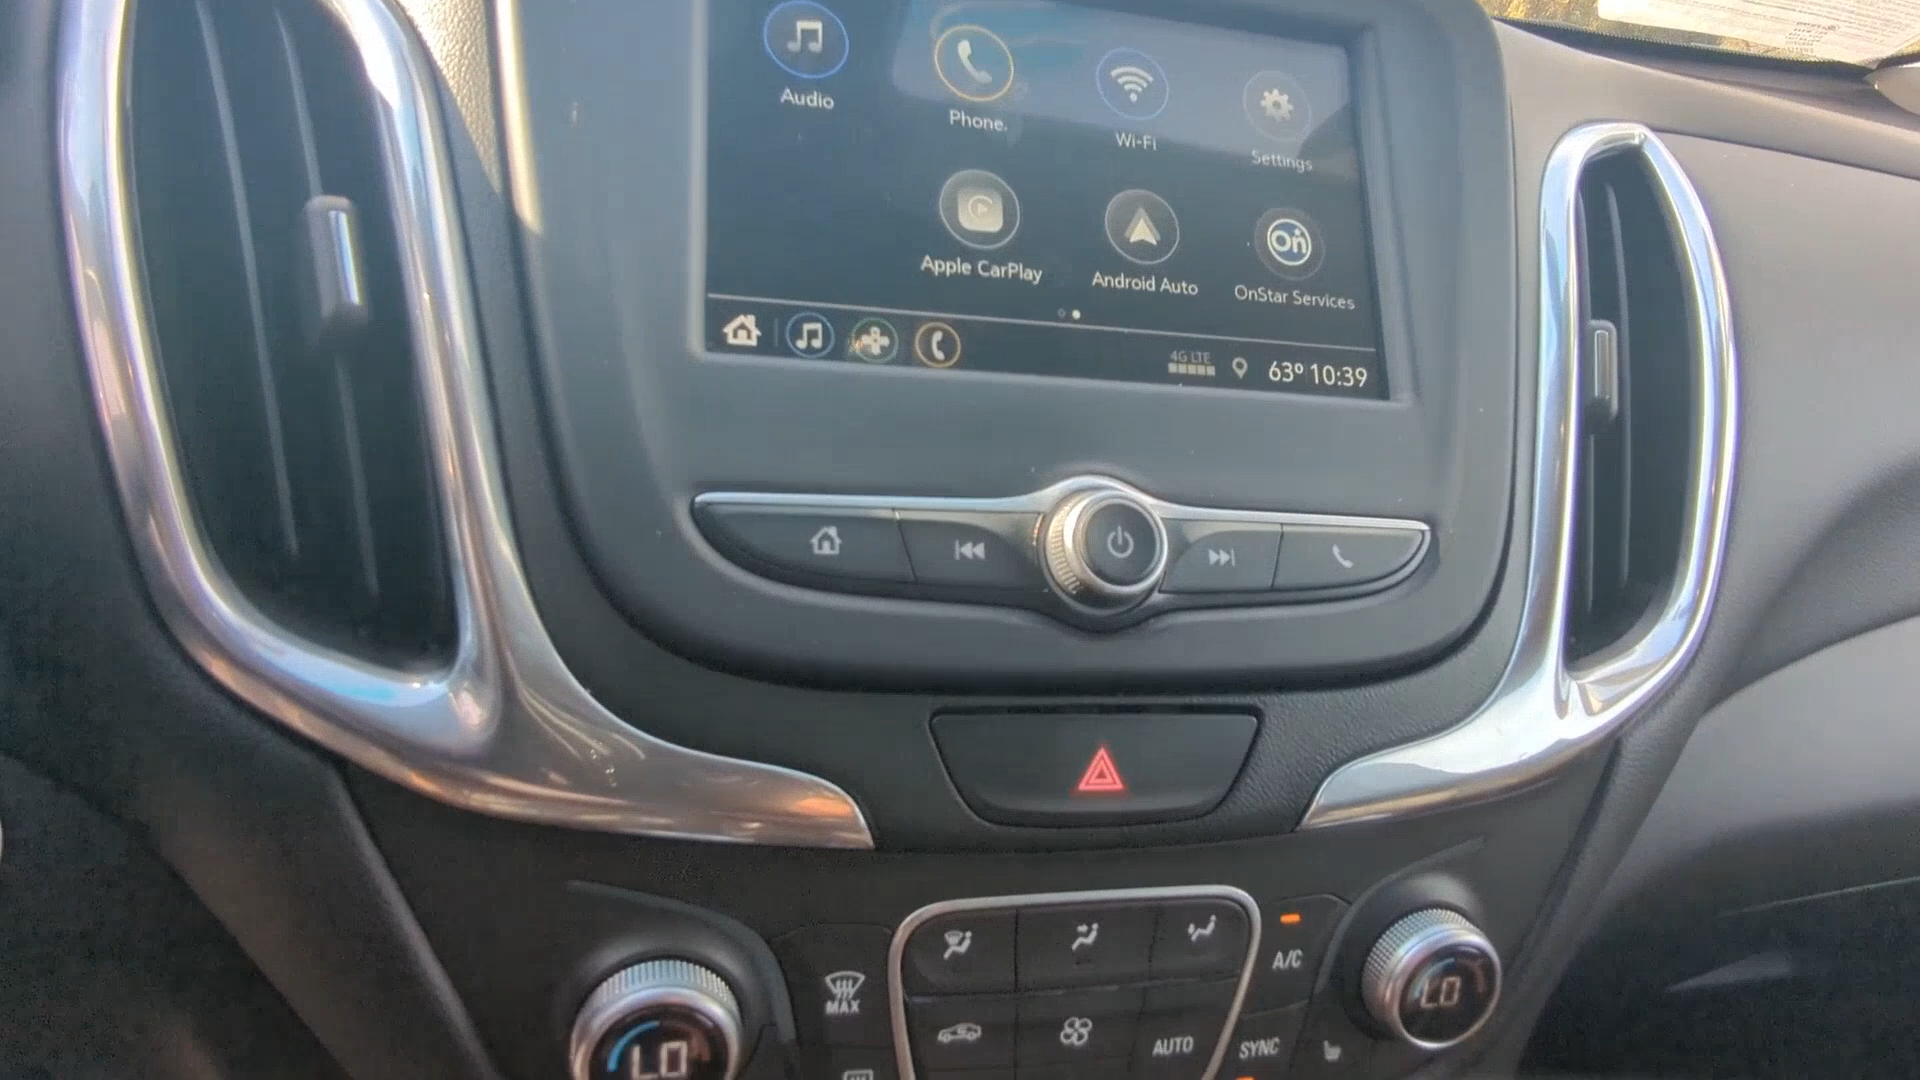 Audio
Phone.
Wi-Fi
Settings
Apple CarPlay
Android Auto
On
OnStar Services
4G LTE
63° 10:39
A/C
MAX
LO
LO
AUTO
SYNC